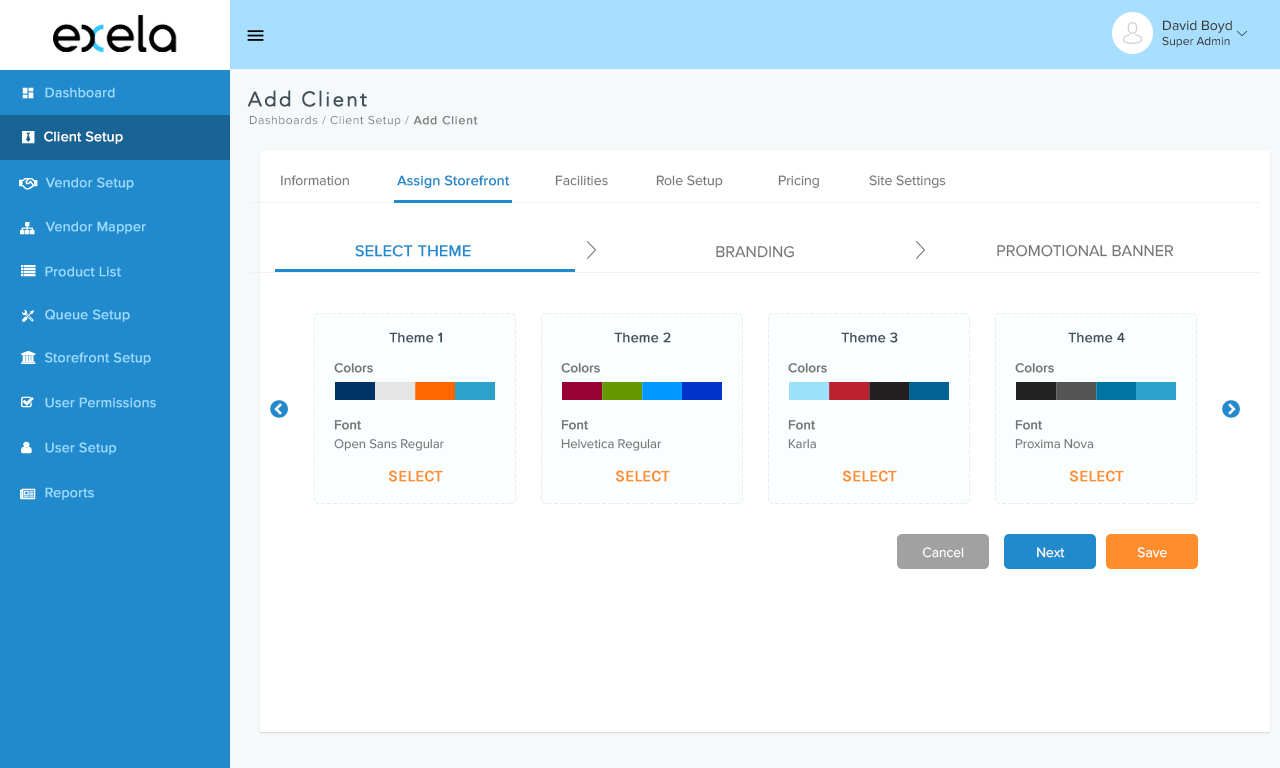 exela
David Boyd
Super Admin
Dashboard
Client Setup
Vendor Setup
Vendor Mapper
Product List
Queue Setup
Storefront Setup
User Permissions
User Setup
Reports
Add Client
Dashboards / Client Setup / Add Client
Information Assign Storefront Facilities Role Setup Pricing Site Settings
SELECT THEME BRANDING PROMOTIONAL BANNER
Theme 1
Colors
Font
Open Sans Regular
SELECT
Theme 2
Colors
Font
Helvetica Regular
SELECT
Theme 3
Colors
Font
Karla
SELECT
Theme 4
Colors
Font
Proxima Nova
SELECT
Cancel Next Save